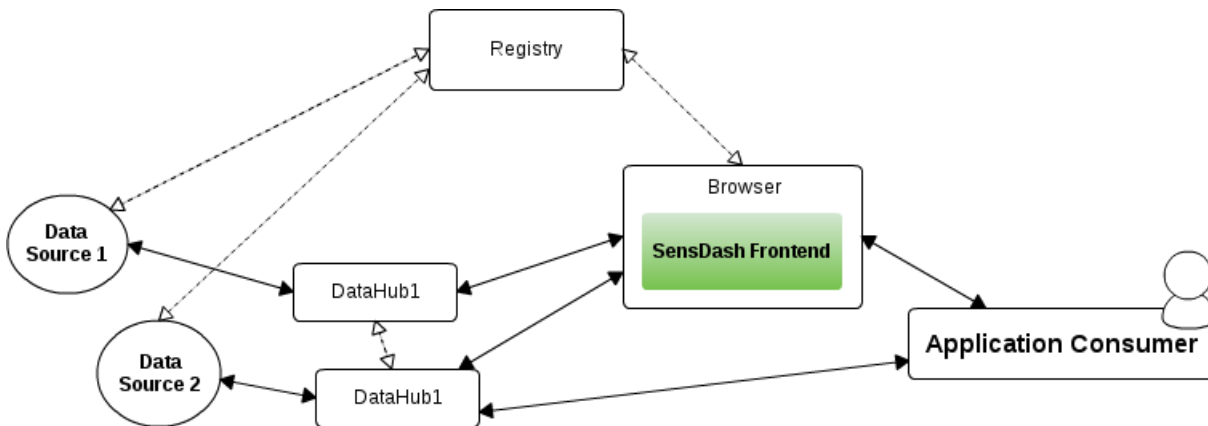 Registry
Browser
SensDash Frontend
Data
Source 1
DataHub1
Application Consumer
Data
Source 2
DataHub1